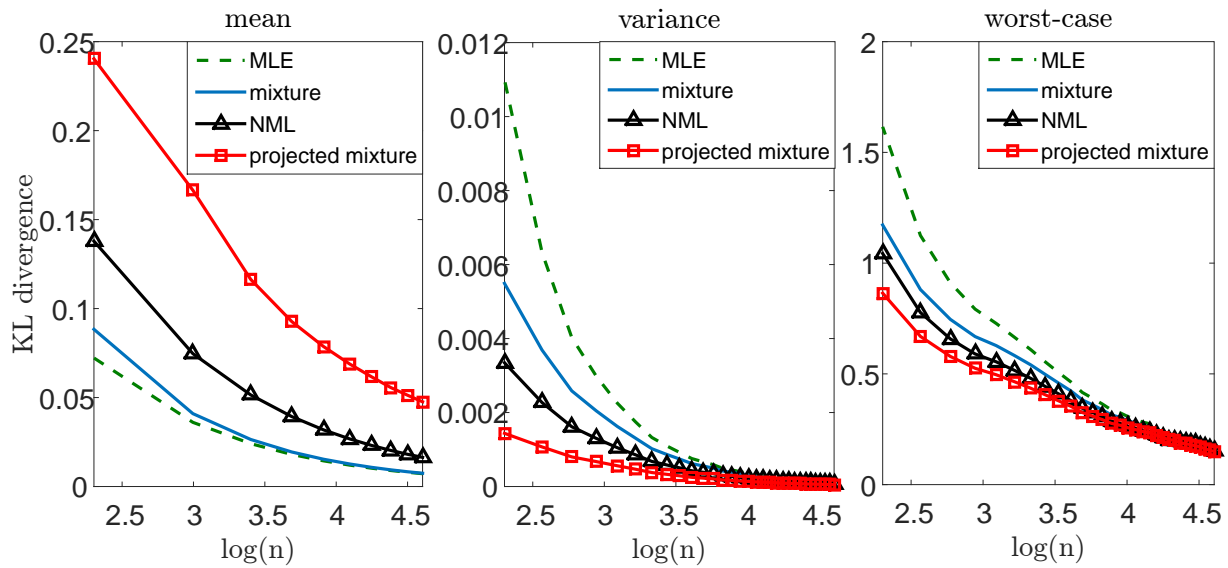 mean
variance
worst-case
KL divergence
0.25
0.2
0.15
0.1
0.05
0
MLE
mixture
NML
projected mixture
2.5 3 3.5 4 4.5
log(n)
0.012
0.01
0.008
0.006
0.004
0.002
0
MLE
mixture
NML
projected mixture
2.5 3 3.5 4 4.5
log(n)
2
1.5
1
0.5
0
MLE
mixture
NML
projected mixture
2.5 3 3.5 4 4.5
log(n)